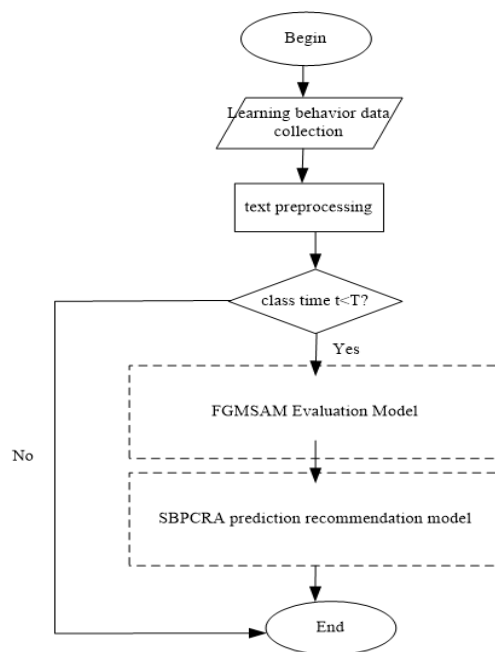 Begin
Learning behavior data
collection
text preprocessing
class time t<T?
Yes
FGMSAM Evaluation Model
No
SBPCRA prediction recommendation model
End